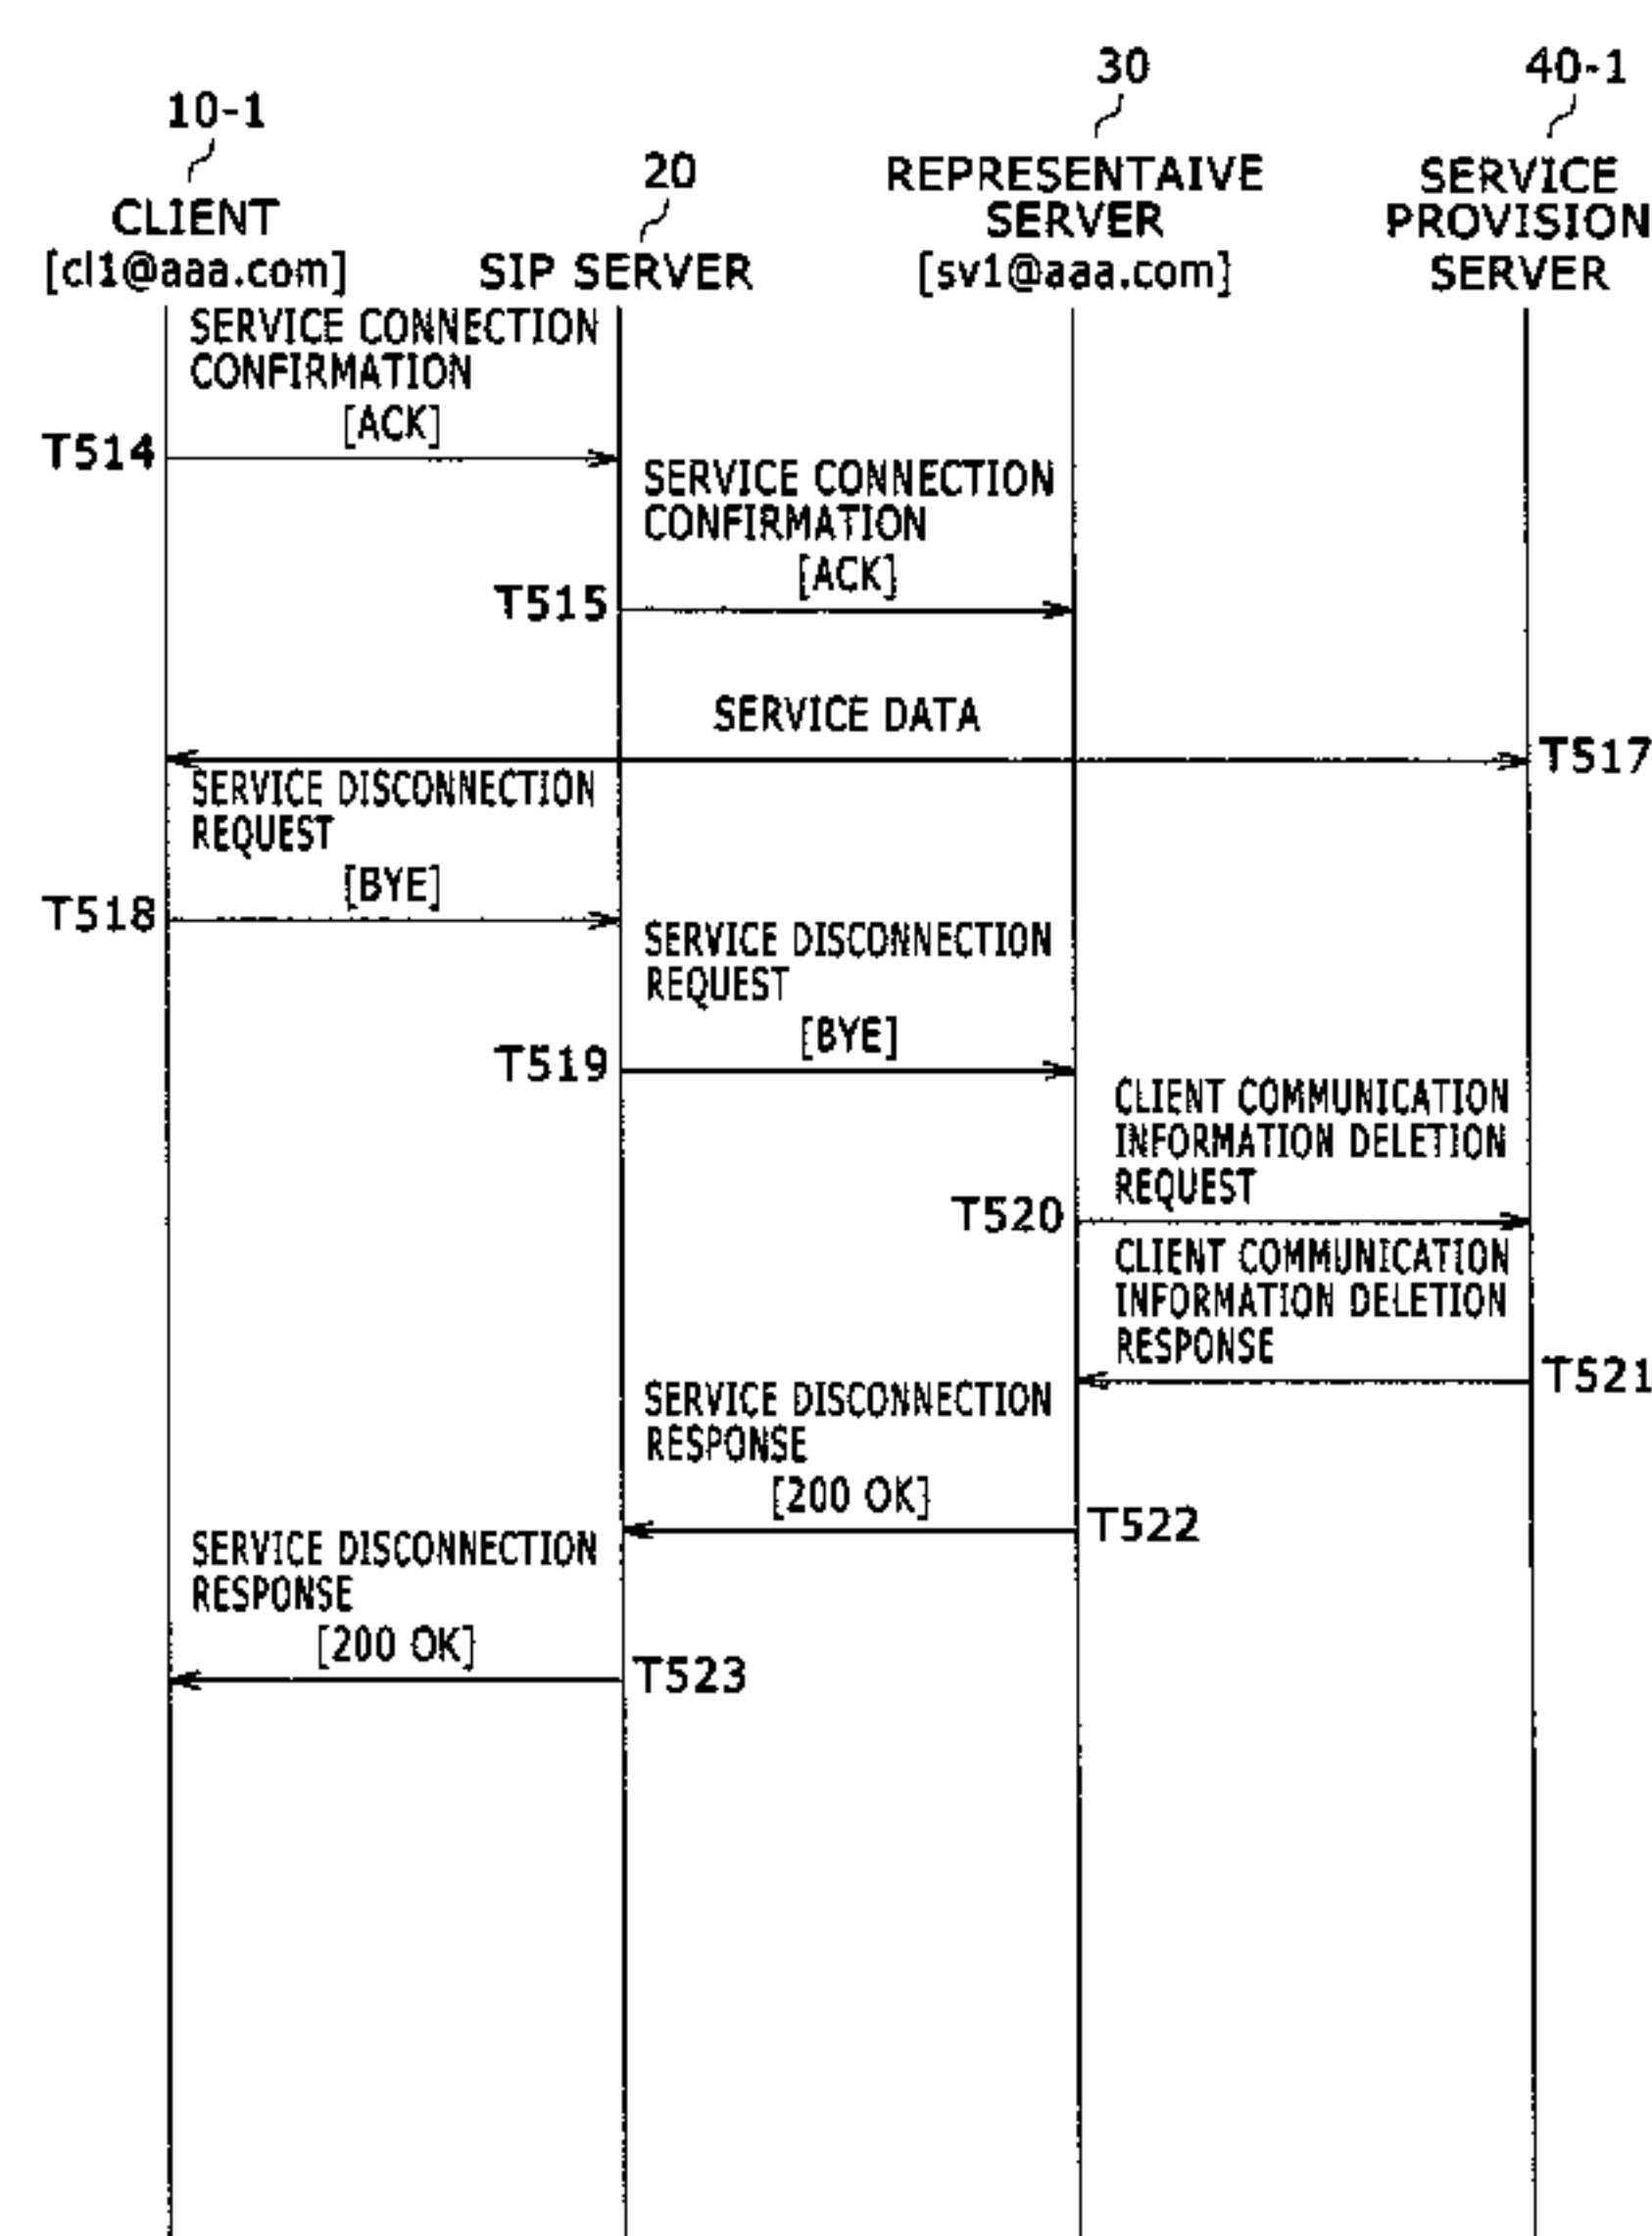 10-1
CLIENT
[cl1@aaa.com]
20
SIP SERVER
30
REPRESENTAIVE
SERVER
[sv1@aaa.com]
40-1
SERVICE
PROVISION
SERVER
SERVICE CONNECTION
CONFIRMATION
[ACK]
T514
SERVICE CONNECTION
CONFIRMATION
[ACK]
T515
SERVICE DATA
T517
SERVICE DISCONNECTION
REQUEST
[BYE]
T518
SERVICE DISCONNECTION
REQUEST
[BYE]
T519
CLIENT COMMUNICATION
INFORMATION DELETION
REQUEST
T520
CLIENT COMMUNICATION
INFORMATION DELETION
RESPONSE
T521
SERVICE DISCONNECTION
RESPONSE
[200 OK]
T522
SERVICE DISCONNECTION
RESPONSE
[200 OK]
T523